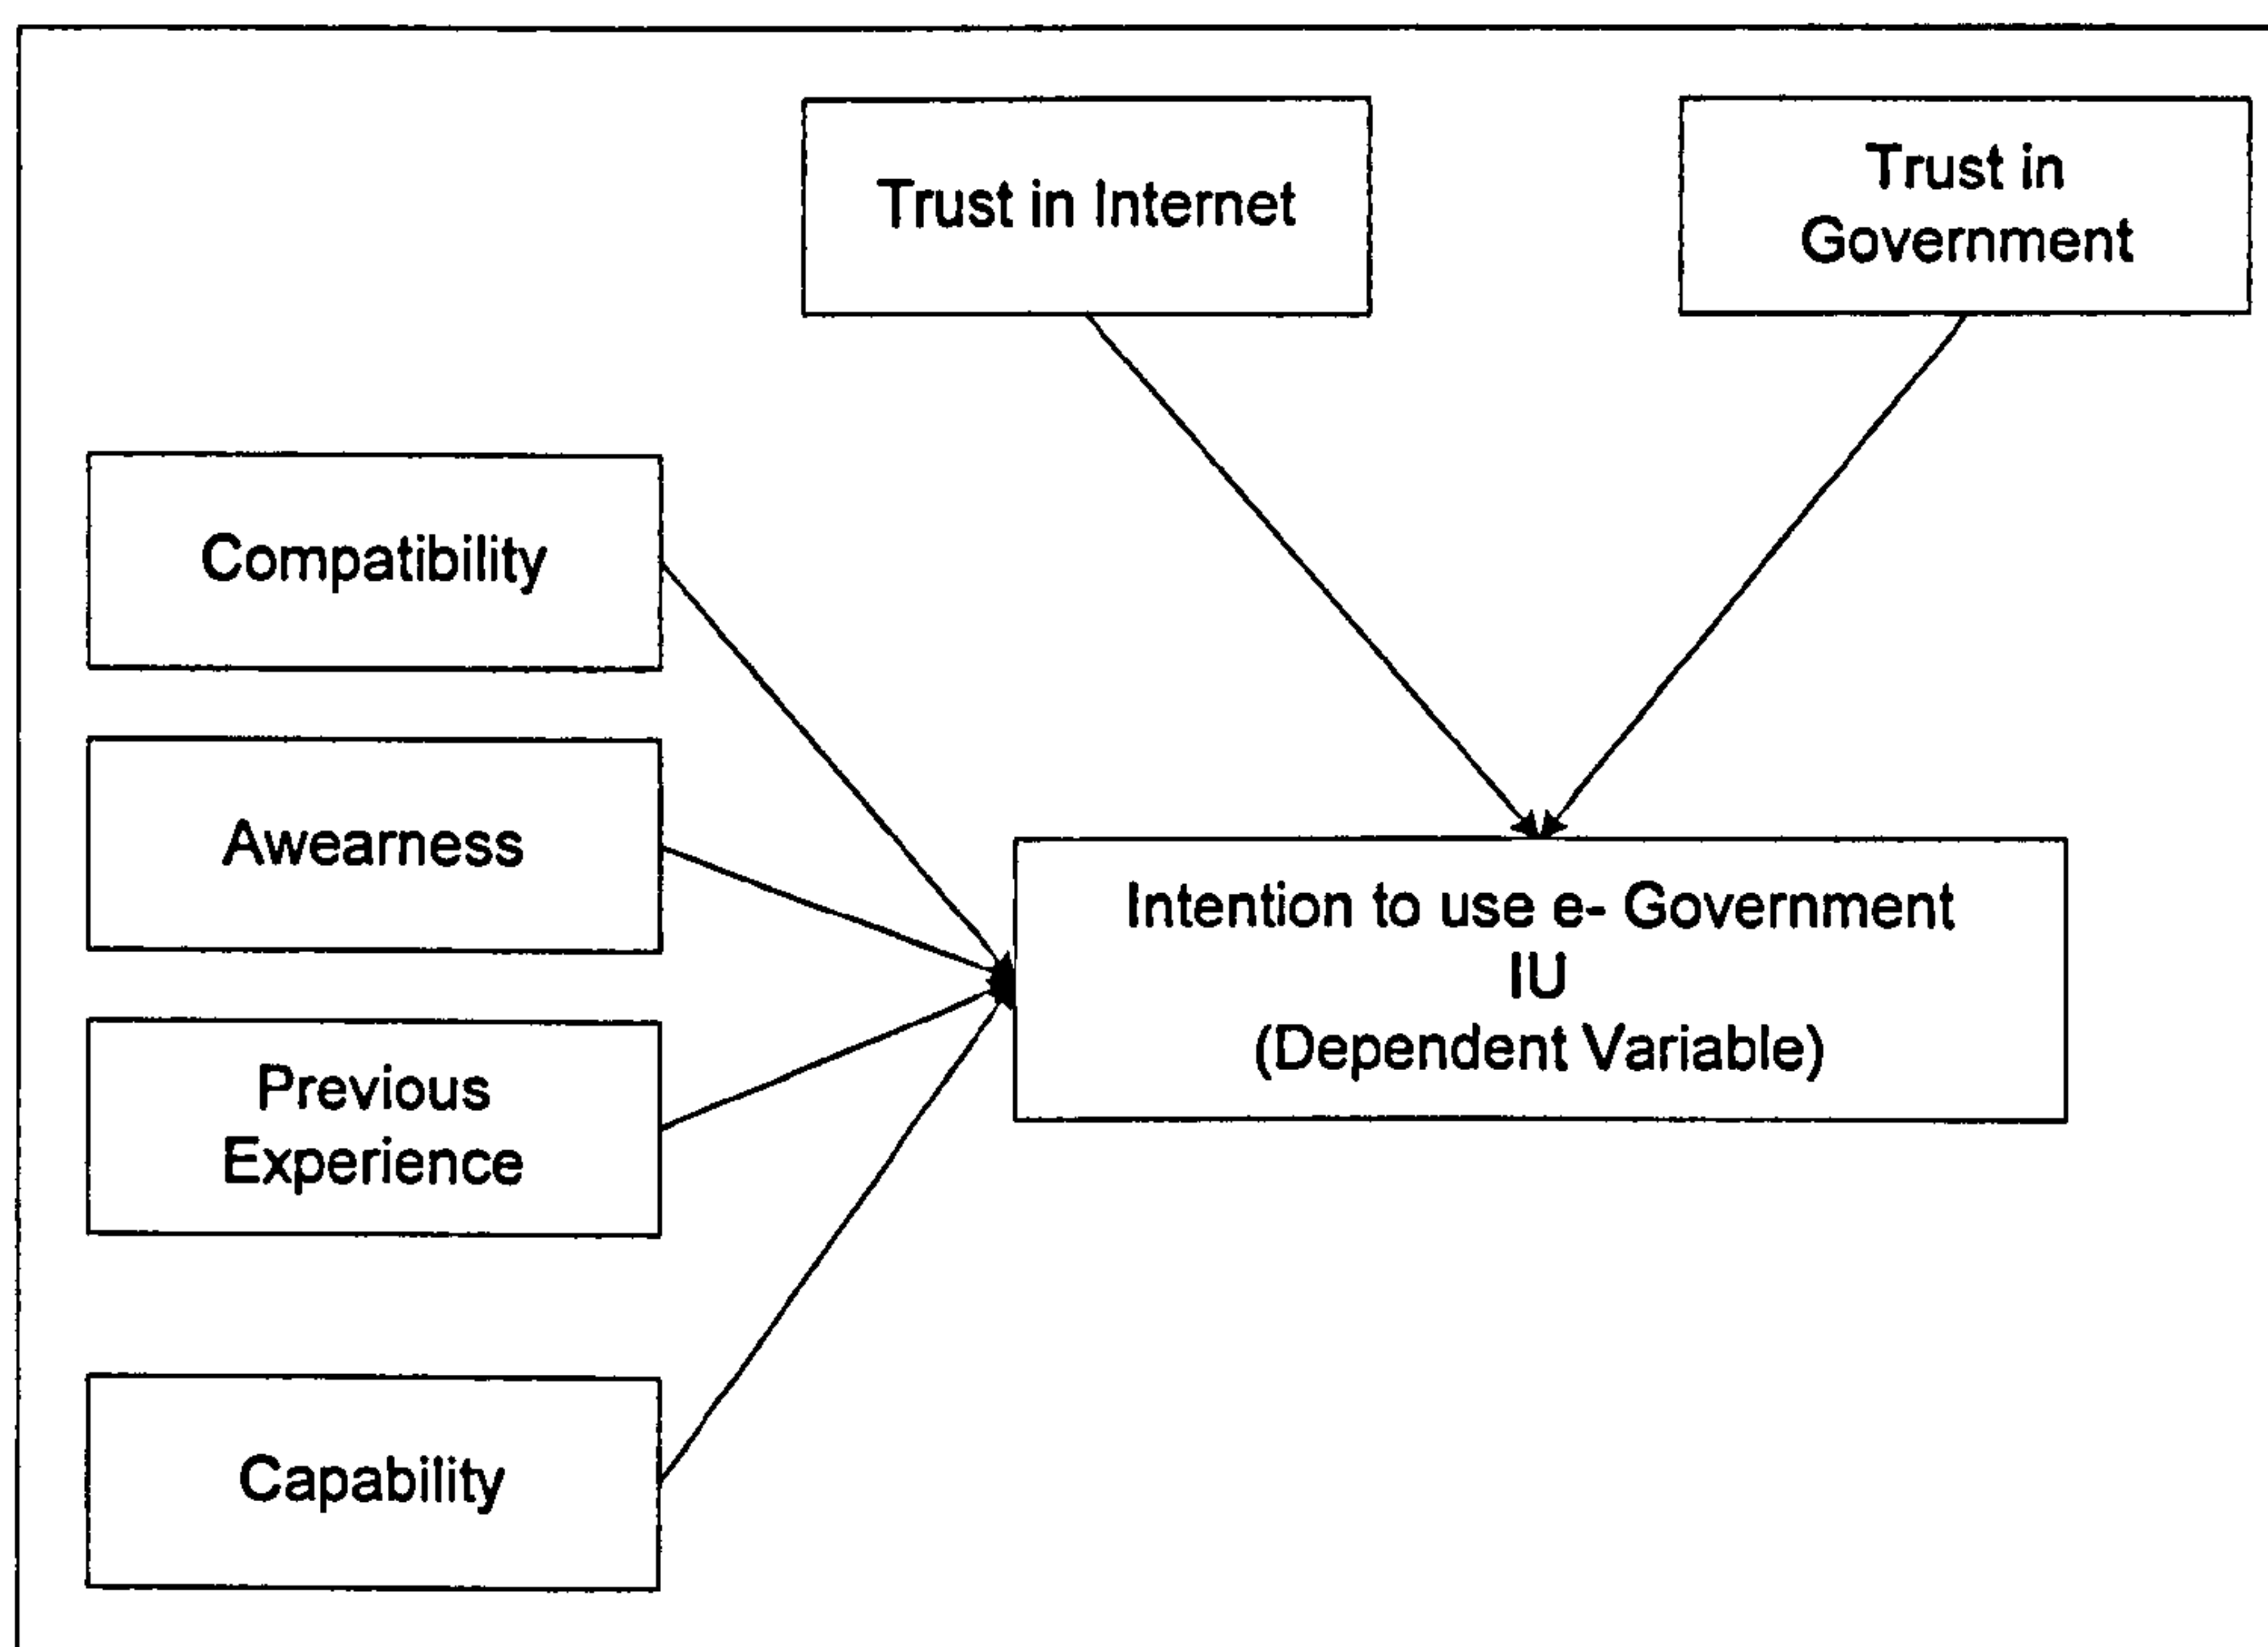 Trust in Internet
Trust in
Government
Compatibility
Awearness
Previous
Experience
Capability
Intention to use e- Government
IU
(Dependent Variable)